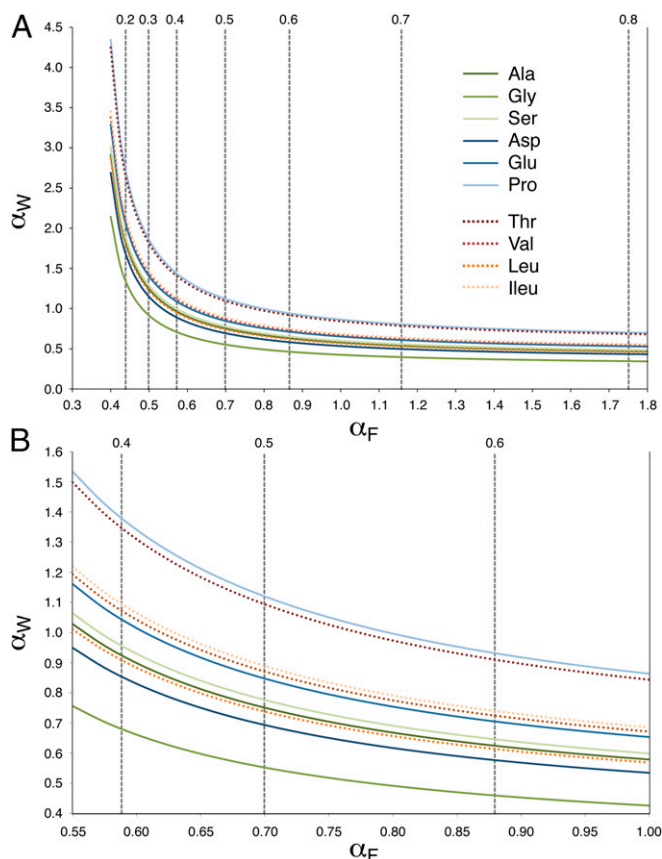 A
0.2 0.3 0.4 0.5 0.6 0.7 0.8
4.5
4.0
3.5
3.0
2.5
2.0
1.5
1.0
0.5
0.0
αW
Ala
Gly
Ser
Asp
Glu
Pro
Thr
Val
Leu
Ileu
0.3 0.4 0.5 0.6 0.7 0.8 0.9 1.0 1.1 1.2 1.3 1.4 1.5 1.6 1.7 1.8
αF
B
0.4 0.5 0.6
1.6
1.5
1.4
1.3
1.2
1.1
1.0
0.9
0.8
0.7
0.6
0.5
0.4
αW
0.55 0.60 0.65 0.70 0.75 0.80 0.85 0.90 0.95 1.00
αF